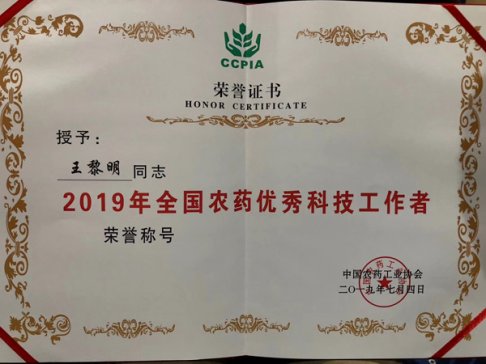 CCPIA
荣誉证书
HONOR CERTIFICATE
授予：
王黎明 同志
2019年全国农药优秀科技工作者
荣誉称号
中国农药工业协会
二〇一九年七月四日